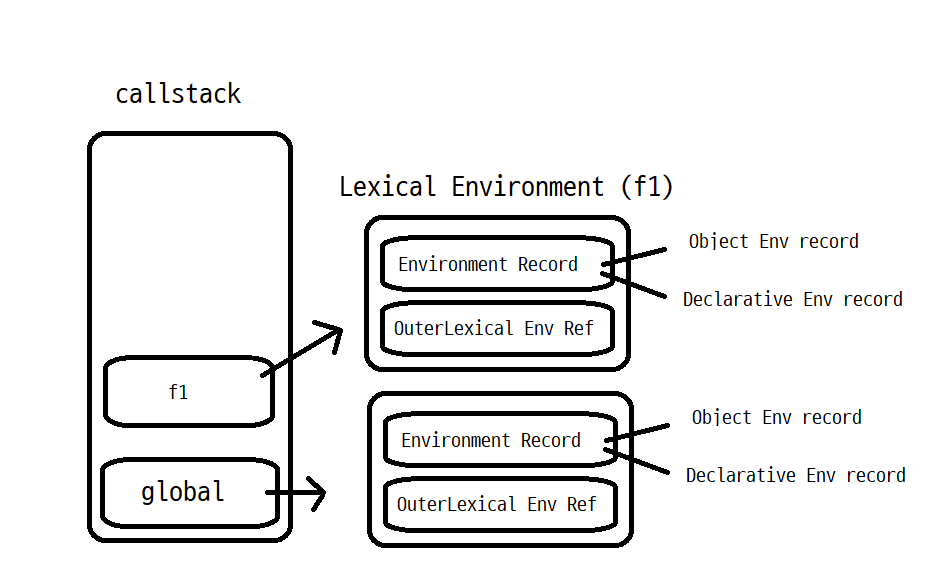 callstack
Lexical Environment (f1)
Environment Record
Object Env record
Declarative Env record
OuterLexical Env Ref
f1
Environment Record
Object Env record
Declarative Env record
OuterLexical Env Ref
global